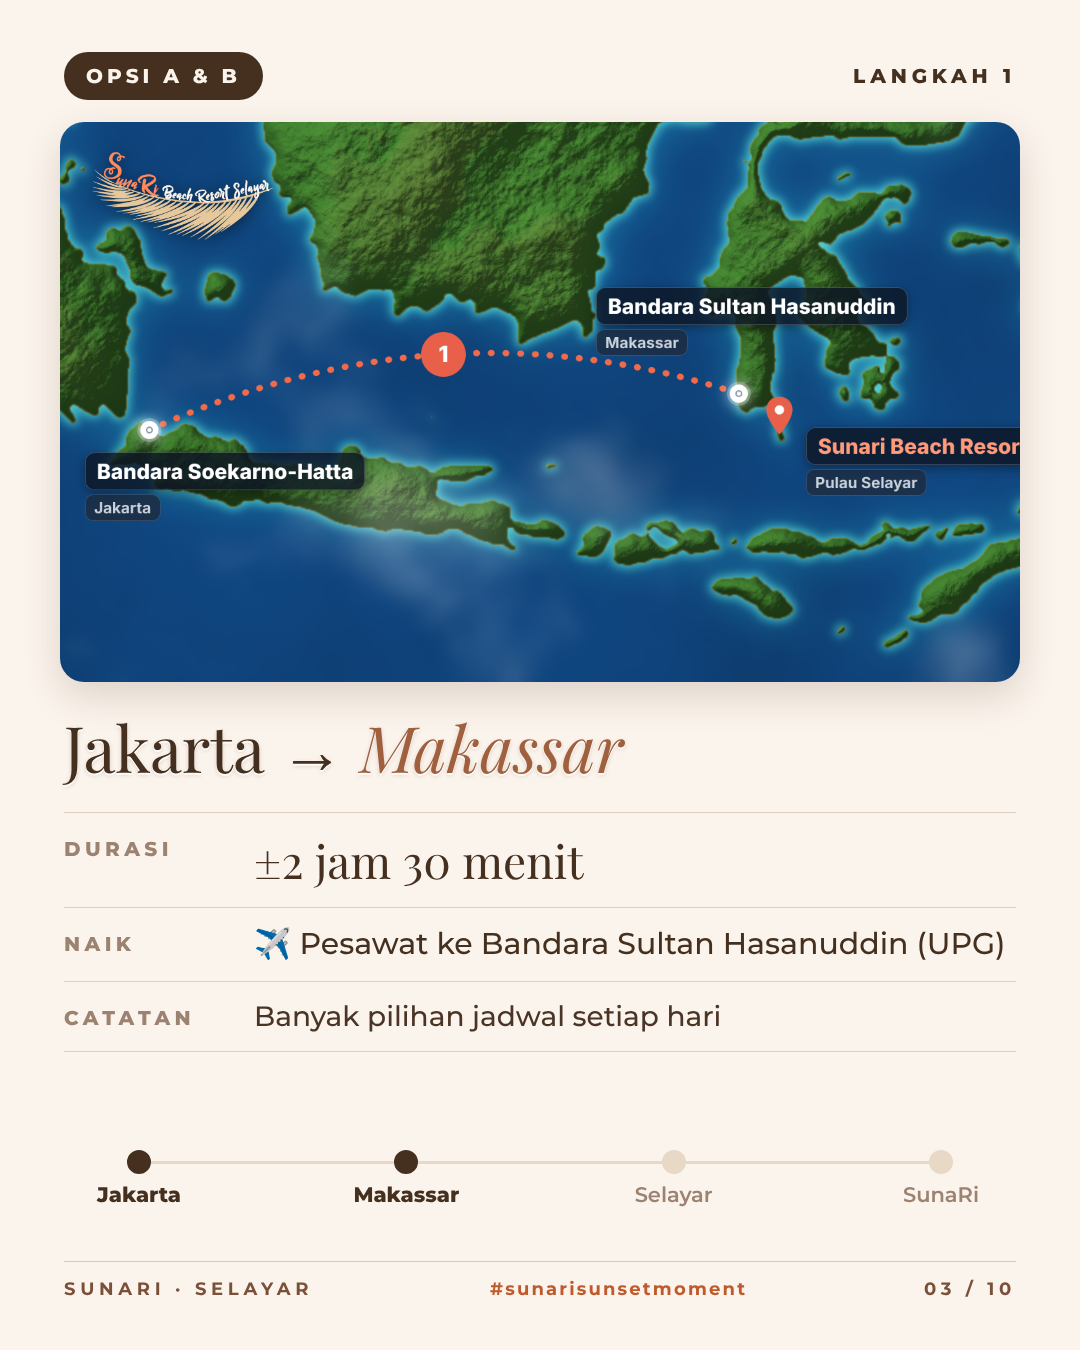 OPSI A & B
LANGKAH 1
SunaRi Beach Resort Selayar
Bandara Sultan Hasanuddin
Makassar
1
Bandara Soekarno-Hatta
Jakarta
Sunari Beach Resor
Pulau Selayar
Jakarta → Makassar
DURASI
±2 jam 30 menit
NAIK
✈️ Pesawat ke Bandara Sultan Hasanuddin (UPG)
CATATAN
Banyak pilihan jadwal setiap hari
Jakarta
Makassar
Selayar
SunaRi
SUNARI · SELAYAR
#sunarisunsetmoment
03 / 10